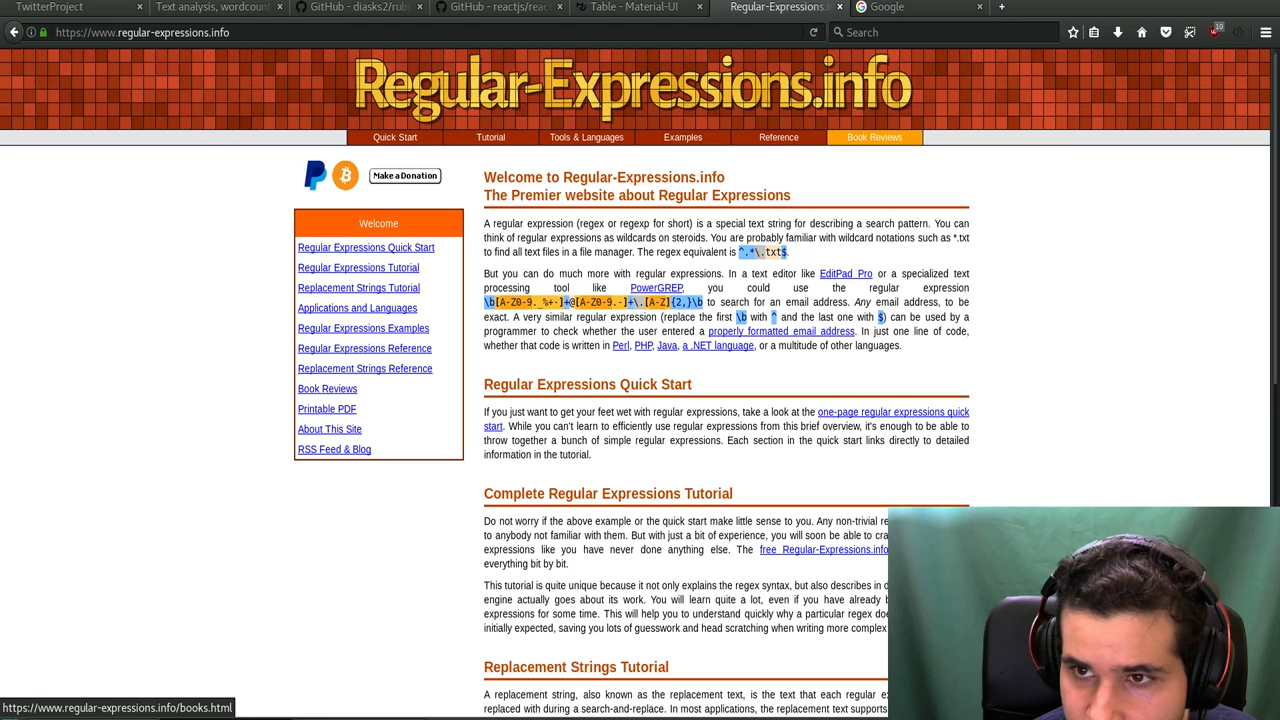 TwitterProject
Text analysis, wordcount
GitHub - diasks2/ruby
GitHub - reactjs/react
Table - Material-UI
Regular-Expressions.in
Google
https://www.regular-expressions.info
Search
10
Regular-Expressions.info
Quick Start
Tutorial
Tools & Languages
Examples
Reference
Book Reviews
Make a Donation
Welcome
Regular Expressions Quick Start
Regular Expressions Tutorial
Replacement Strings Tutorial
Applications and Languages
Regular Expressions Examples
Regular Expressions Reference
Replacement Strings Reference
Book Reviews
Printable PDF
About This Site
RSS Feed & Blog
Welcome to Regular-Expressions.info
The Premier website about Regular Expressions
A regular expression (regex or regexp for short) is a special text string for describing a search pattern. You can
think of regular expressions as wildcards on steroids. You are probably familiar with wildcard notations such as *.txt
to find all text files in a file manager. The regex equivalent is ^.*\.txt$.
But you can do much more with regular expressions. In a text editor like EditPad Pro or a specialized text
processing tool like PowerGREP, you could use the regular expression
\b[A-Z0-9._%+-]+@[A-Z0-9.-]+\.[A-Z]{2,}\b to search for an email address. Any email address, to be
exact. A very similar regular expression (replace the first \b with ^ and the last one with $) can be used by a
programmer to check whether the user entered a properly formatted email address. In just one line of code,
whether that code is written in Perl, PHP, Java, a .NET language, or a multitude of other languages.
Regular Expressions Quick Start
If you just want to get your feet wet with regular expressions, take a look at the one-page regular expressions quick
start. While you can't learn to efficiently use regular expressions from this brief overview, it's enough to be able to
throw together a bunch of simple regular expressions. Each section in the quick start links directly to detailed
information in the tutorial.
Complete Regular Expressions Tutorial
Do not worry if the above example or the quick start make little sense to you. Any non-trivial re
to anybody not familiar with them. But with just a bit of experience, you will soon be able to cra
expressions like you have never done anything else. The free Regular-Expressions.info
everything bit by bit.
This tutorial is quite unique because it not only explains the regex syntax, but also describes in d
engine actually goes about its work. You will learn quite a lot, even if you have already b
expressions for some time. This will help you to understand quickly why a particular regex doe
initially expected, saving you lots of guesswork and head scratching when writing more complex
Replacement Strings Tutorial
A replacement string, also known as the replacement text, is the text that each regular e
replaced with during a search-and-replace. In most applications, the replacement text supports
https://www.regular-expressions.info/books.html